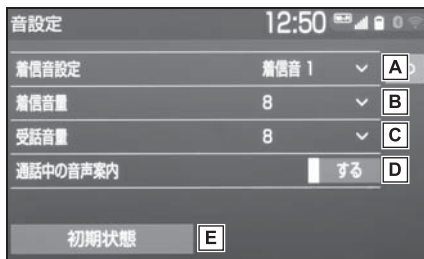 音設定 12:50
着信音設定 着信音 1 A
着信音量 8 B
受話音量 8 C
通話中の音声案内 する D
初期状態 E